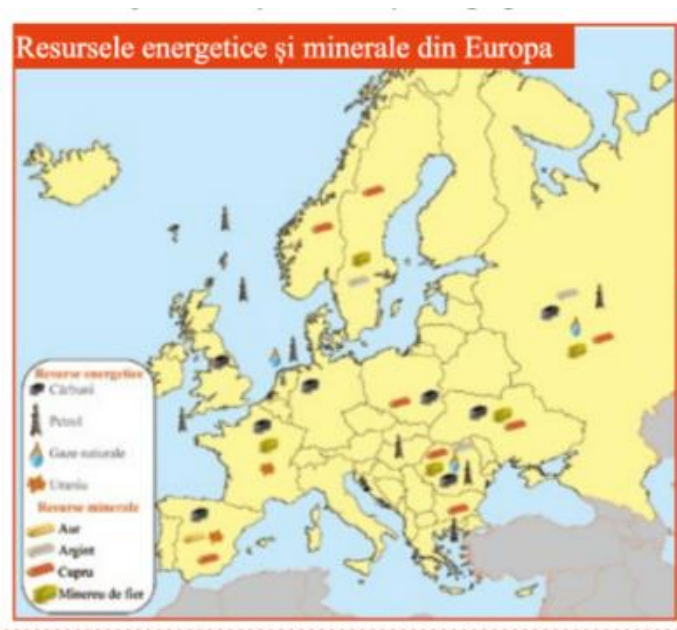 Resursele energetice și minerale din Europa
Resurse energetice
Cărbuni
Petrol
Gaze naturale
Uraniu
Resurse minerale
Aur
Argint
Cupru
Minereu de fier